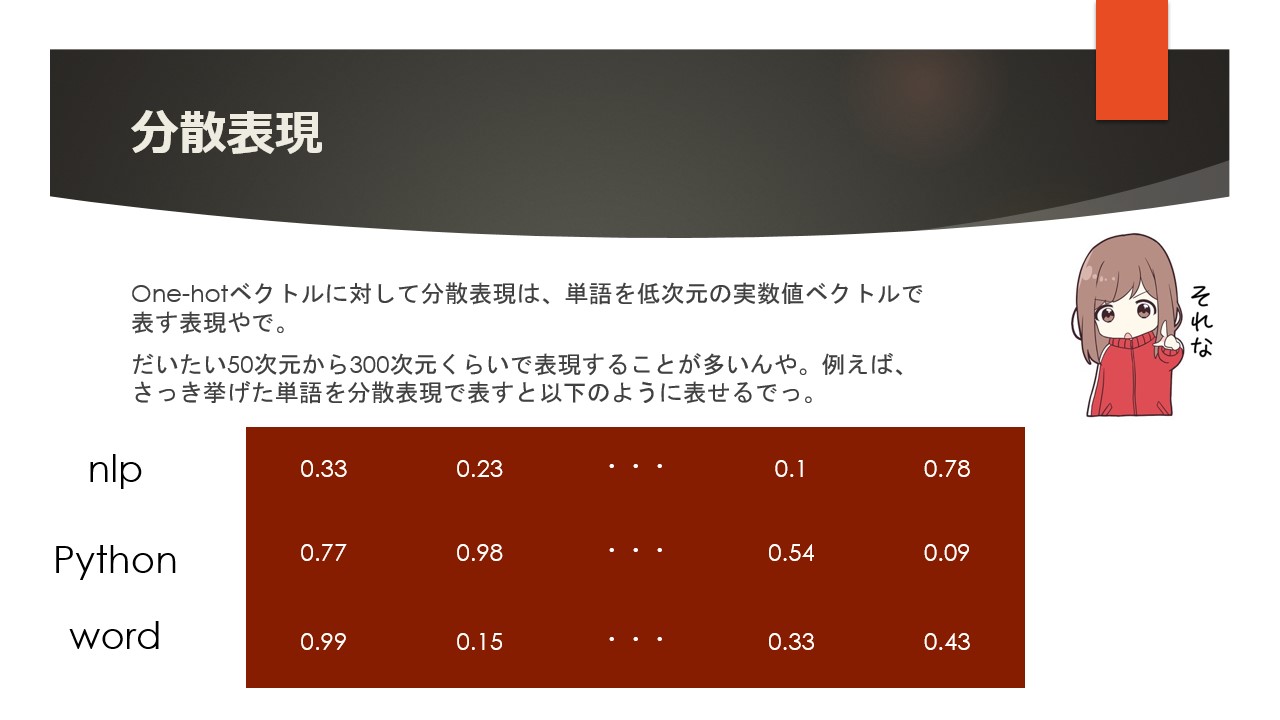 分散表現
One-hotベクトルに対して分散表現は、単語を低次元の実数値ベクトルで
表す表現やで。
だいたい50次元から300次元くらいで表現することが多いんや。例えば、
さっき挙げた単語を分散表現で表すと以下のように表せるでっ。
それな
nlp 0.33 0.23 ・・・ 0.1 0.78
Python 0.77 0.98 ・・・ 0.54 0.09
word 0.99 0.15 ・・・ 0.33 0.43